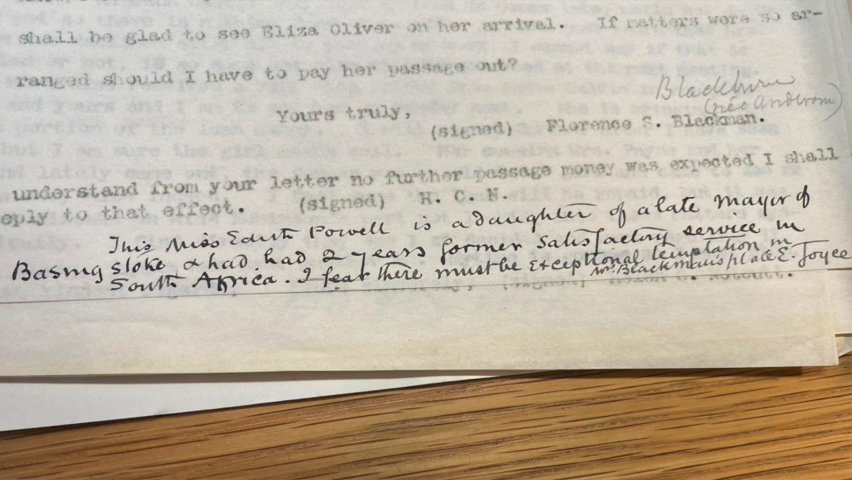 shall be glad to see Eliza Oliver on her arrival. If matters were so ar-
ranged should I have to pay her passage out?
Yours truly,
Blackburn
(née Anderson)
(signed) Florence S. Blackman.
understand from your letter no further passage money was expected I shall
eply to that effect. (signed) H. C. N.
This Miss Edith Powell is a daughter of a late mayor of
Basingstoke & had had 2 years former satisfactory service in
South Africa. I fear there must be exceptional temptation in
Mr. Blackman's place E. Joyce